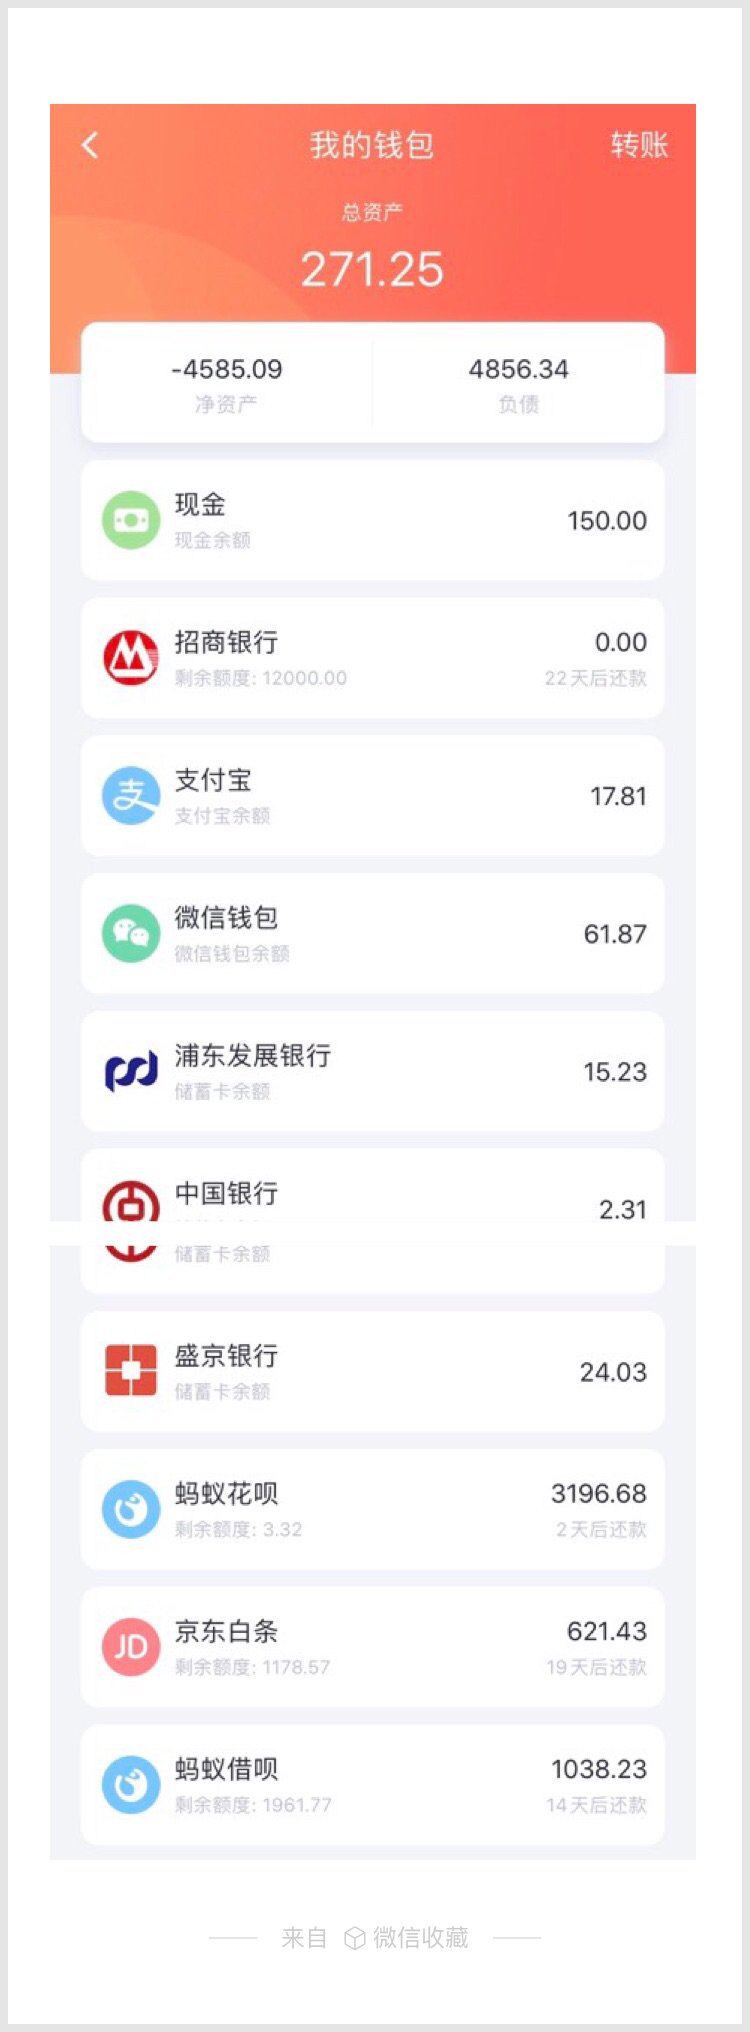 我的钱包
转账
总资产
271.25
-4585.09
净资产
4856.34
负债
现金
现金余额
150.00
招商银行
剩余额度: 12000.00
0.00
22天后还款
支付宝
支付宝余额
17.81
微信钱包
微信钱包余额
61.87
浦东发展银行
储蓄卡余额
15.23
中国银行
2.31
储蓄卡余额
盛京银行
储蓄卡余额
24.03
蚂蚁花呗
剩余额度: 3.32
3196.68
2天后还款
JD
京东白条
剩余额度: 1178.57
621.43
19天后还款
蚂蚁借呗
剩余额度: 1961.77
1038.23
14天后还款
来自 微信收藏